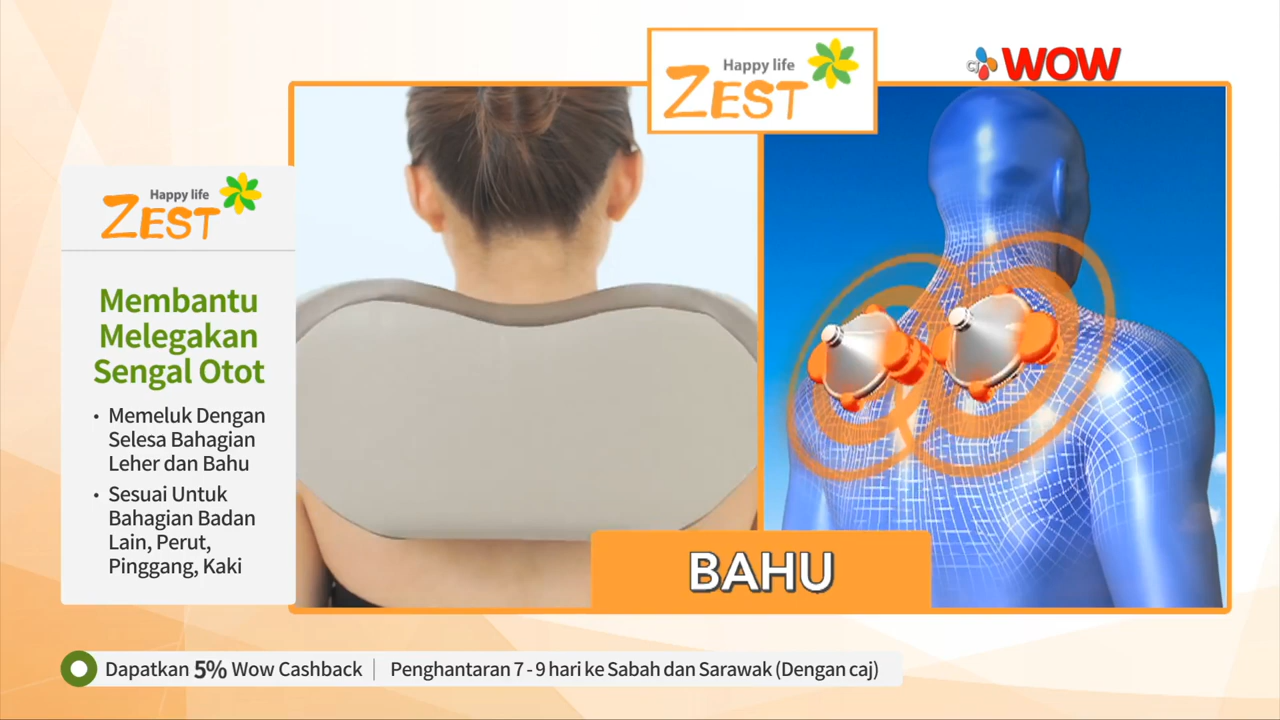 Happy life
ZEST
CJ WOW
Happy life
ZEST
Membantu
Melegakan
Sengal Otot
• Memeluk Dengan
Selesa Bahagian
Leher dan Bahu
• Sesuai Untuk
Bahagian Badan
Lain, Perut,
Pinggang, Kaki
BAHU
Dapatkan 5% Wow Cashback | Penghantaran 7 - 9 hari ke Sabah dan Sarawak (Dengan caj)